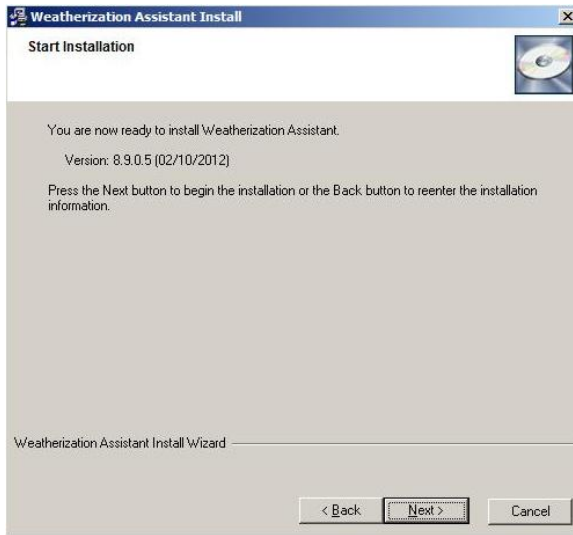 Weatherization Assistant Install
Start Installation
You are now ready to install Weatherization Assistant.
Version: 8.9.0.5 (02/10/2012)
Press the Next button to begin the installation or the Back button to reenter the installation
information.
Weatherization Assistant Install Wizard
< Back Next > Cancel